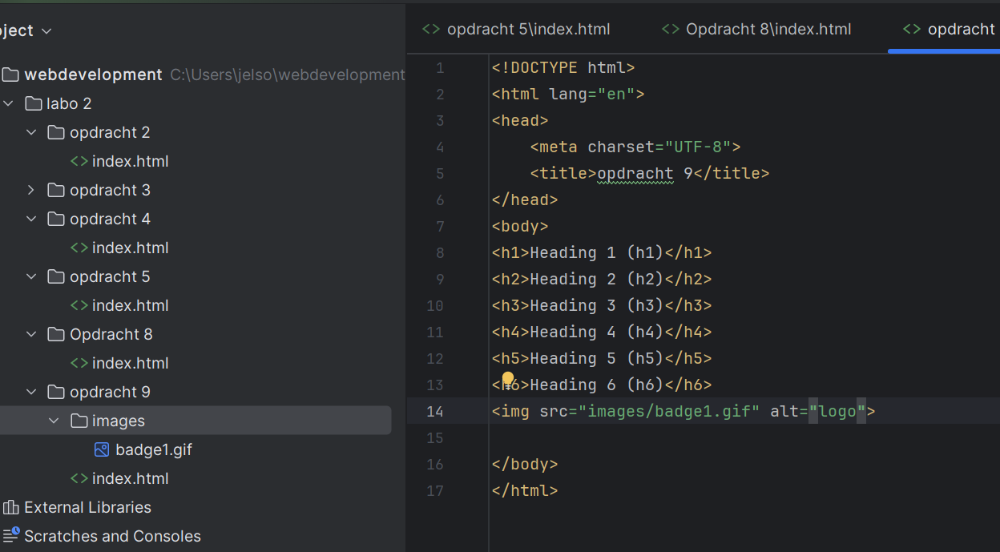 oject
webdevelopment C:\Users\jelso\webdevelopment
labo 2
opdracht 2
index.html
opdracht 3
opdracht 4
index.html
opdracht 5
index.html
Opdracht 8
index.html
opdracht 9
images
badge1.gif
index.html
External Libraries
Scratches and Consoles
<> opdracht 5\index.html <> Opdracht 8\index.html <> opdracht
1 <!DOCTYPE html>
2 <html lang="en">
3 <head>
4 <meta charset="UTF-8">
5 <title>opdracht 9</title>
6 </head>
7 <body>
8 <h1>Heading 1 (h1)</h1>
9 <h2>Heading 2 (h2)</h2>
10 <h3>Heading 3 (h3)</h3>
11 <h4>Heading 4 (h4)</h4>
12 <h5>Heading 5 (h5)</h5>
13 <h6>Heading 6 (h6)</h6>
14 <img src="images/badge1.gif" alt="logo">
15
16 </body>
17 </html>